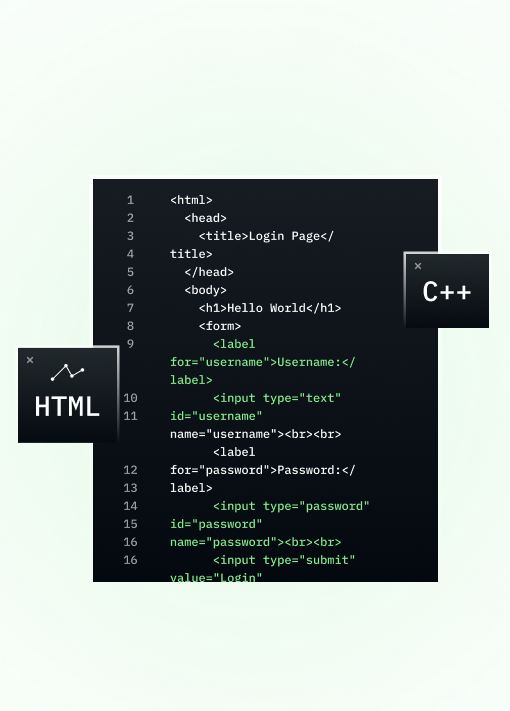 1 <html>
2 <head>
3 <title>Login Page</
4 title>
5 </head>
6 <body>
7 <h1>Hello World</h1>
8 <form>
9 <label
for="username">Username:</
label>
10 <input type="text"
11 id="username"
name="username"><br><br>
<label
12 for="password">Password:</
13 label>
14 <input type="password"
15 id="password"
16 name="password"><br><br>
16 <input type="submit"
value="Login"
× 
C++
×
HTML